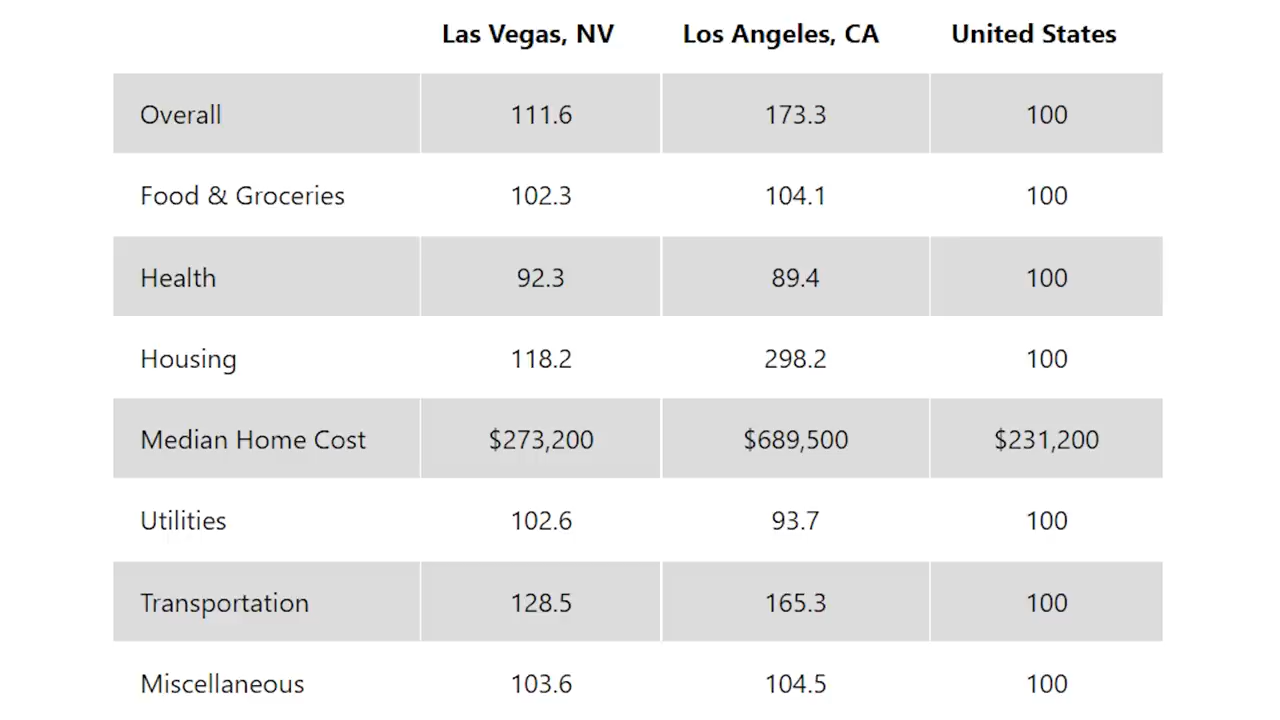 Las Vegas, NV Los Angeles, CA United States
Overall 111.6 173.3 100
Food & Groceries 102.3 104.1 100
Health 92.3 89.4 100
Housing 118.2 298.2 100
Median Home Cost $273,200 $689,500 $231,200
Utilities 102.6 93.7 100
Transportation 128.5 165.3 100
Miscellaneous 103.6 104.5 100